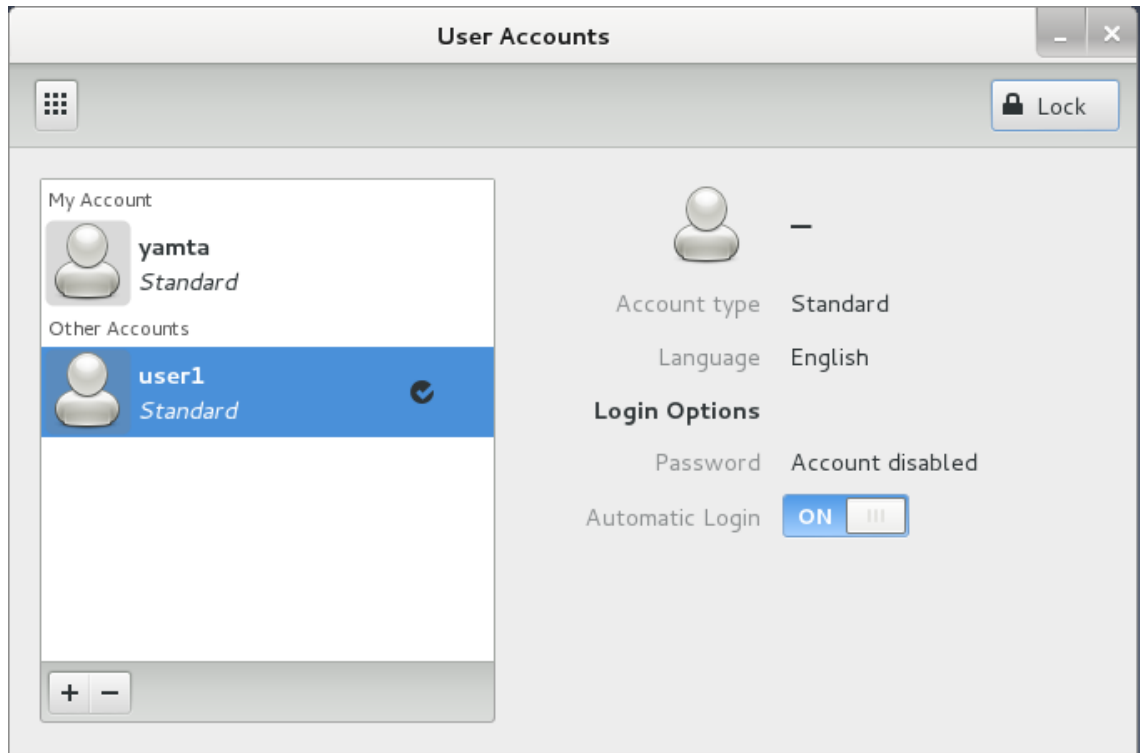 User Accounts
Lock
My Account
yamta
Standard
Other Accounts
user1
Standard
–
Account type Standard
Language English
Login Options
Password Account disabled
Automatic Login ON